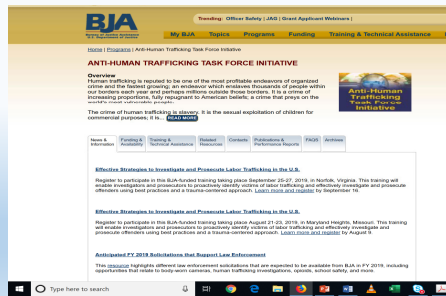 BJA
Bureau of Justice Assistance
U.S. Department of Justice
Trending: Officer Safety | JAG | Grant Applicant Webinars |
My BJA Topics Programs Funding Training & Technical Assistance
Home | Programs | Anti-Human Trafficking Task Force Initiative
ANTI-HUMAN TRAFFICKING TASK FORCE INITIATIVE
Overview
Human trafficking is reputed to be one of the most profitable endeavors of organized
crime and the fastest growing; an endeavor which enslaves thousands of people within
our borders each year and perhaps millions outside those borders. It is a crime of
increasing proportions, fully repugnant to American beliefs; a crime that preys on the
world's most vulnerable people.
The crime of human trafficking is slavery. It is the sexual exploitation of children for
commercial purposes; it is... READ MORE
Anti-Human
Trafficking
Task Force
Initiative
News & Information
Funding & Availability
Training & Technical Assistance
Related Resources
Contacts
Publications & Performance Reports
FAQS
Archives
Effective Strategies to Investigate and Prosecute Labor Trafficking in the U.S.
Register to participate in this BJA-funded training taking place September 25-27, 2019, in Norfolk, Virginia. This training will
enable investigators and prosecutors to proactively identify victims of labor trafficking and effectively investigate and prosecute
offenders using best practices and a trauma-centered approach. Learn more and register by September 16.
Effective Strategies to Investigate and Prosecute Labor Trafficking in the U.S.
Register to participate in this BJA-funded training taking place August 21-23, 2019, in Maryland Heights, Missouri. This training
will enable investigators and prosecutors to proactively identify victims of labor trafficking and effectively investigate and
prosecute offenders using best practices and a trauma-centered approach. Learn more and register by August 9.
Anticipated FY 2019 Solicitations that Support Law Enforcement
This resource highlights different law enforcement solicitations that are expected to be available from BJA in FY 2019, including
opportunities that relate to body-worn cameras, human trafficking investigations, opioids, school safety, and more.
Type here to search